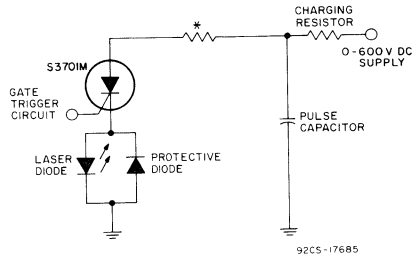 *
CHARGING
RESISTOR
0-600 V DC
SUPPLY
S3701M
GATE
TRIGGER
CIRCUIT
PULSE
CAPACITOR
LASER
DIODE
PROTECTIVE
DIODE
92CS-17685